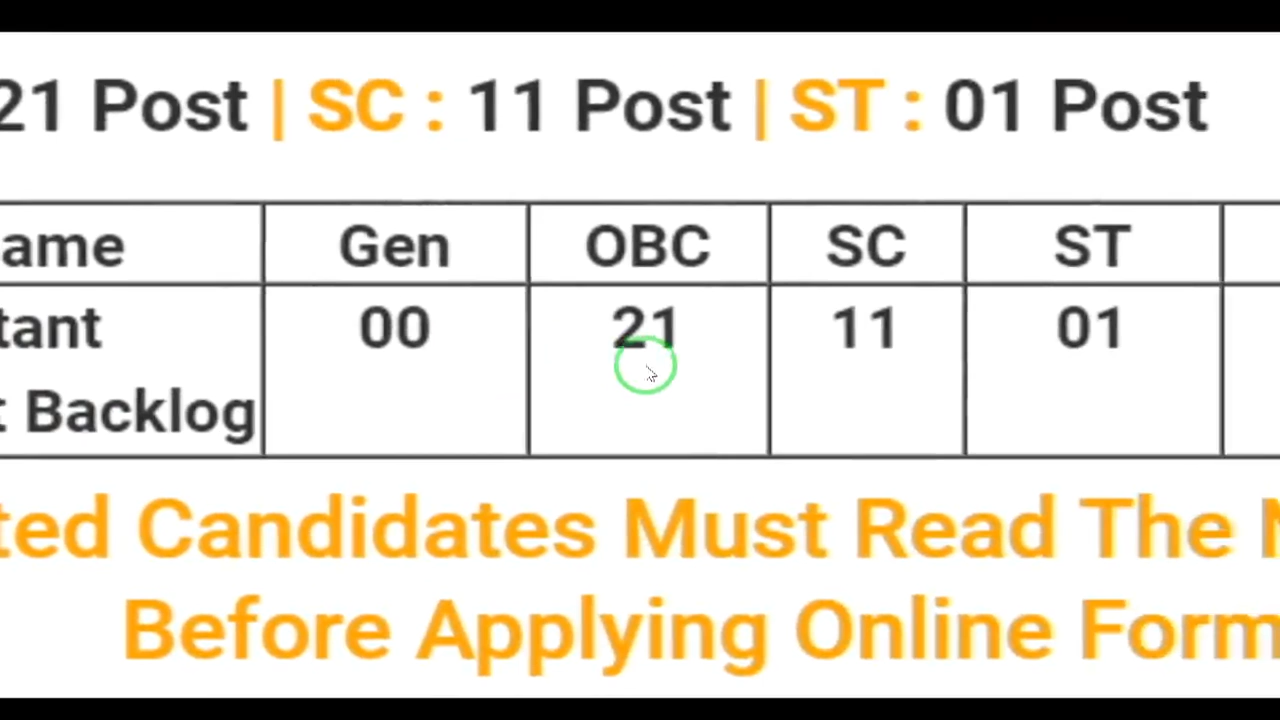 21 Post | SC : 11 Post | ST : 01 Post
ame Gen OBC SC ST
tant 00 21 11 01
t Backlog
ted Candidates Must Read The
Before Applying Online Form